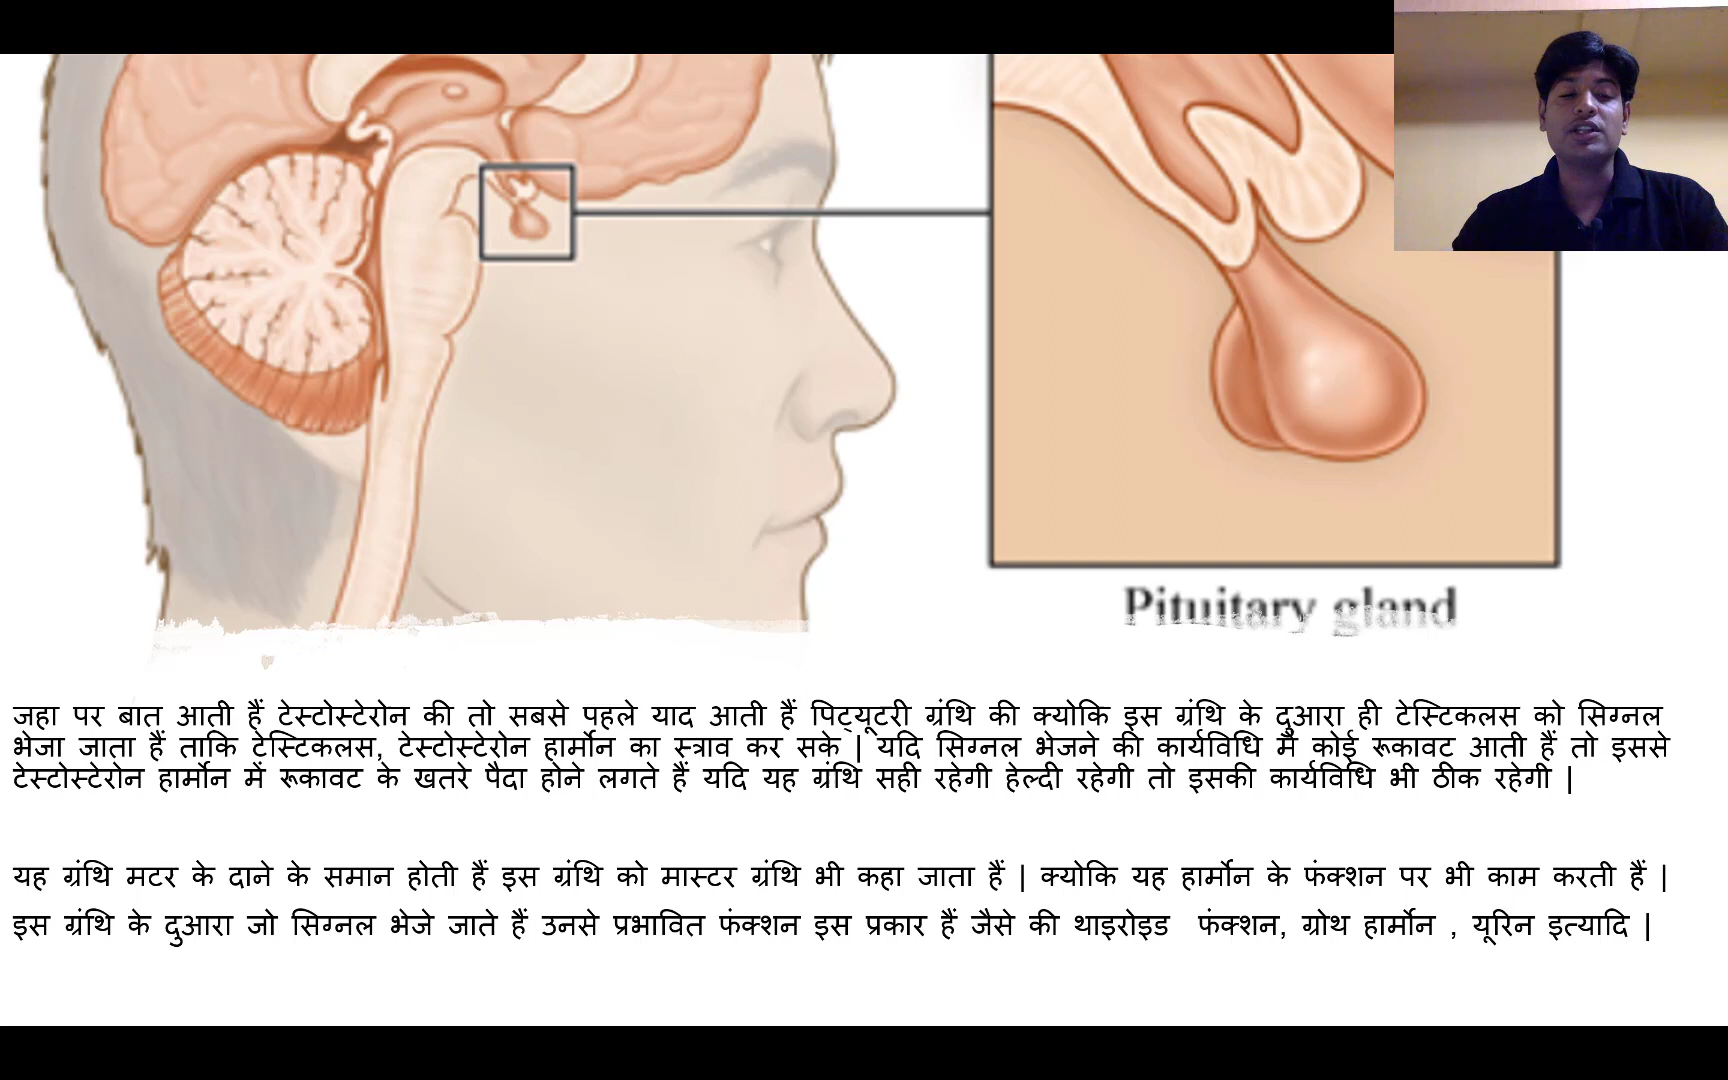 Pituitary gland
जहा पर बात आती हैं टेस्टोस्टेरोन की तो सबसे पहले याद आती हैं पिट्यूटरी ग्रंथि की क्योकि इस ग्रंथि के दुआरा ही टेस्टिकलस को सिग्नल
भेजा जाता हैं ताकि टेस्टिकलस, टेस्टोस्टेरोन हार्मोन का स्त्राव कर सके | यदि सिग्नल भेजने की कार्यविधि मैं कोई रूकावट आती हैं तो इससे
टेस्टोस्टेरोन हार्मोन में रूकावट के खतरे पैदा होने लगते हैं यदि यह ग्रंथि सही रहेगी हेल्दी रहेगी तो इसकी कार्यविधि भी ठीक रहेगी |
यह ग्रंथि मटर के दाने के समान होती हैं इस ग्रंथि को मास्टर ग्रंथि भी कहा जाता हैं | क्योकि यह हार्मोन के फंक्शन पर भी काम करती हैं |
इस ग्रंथि के दुआरा जो सिग्नल भेजे जाते हैं उनसे प्रभावित फंक्शन इस प्रकार हैं जैसे की थाइरोइड फंक्शन, ग्रोथ हार्मोन , यूरिन इत्यादि |